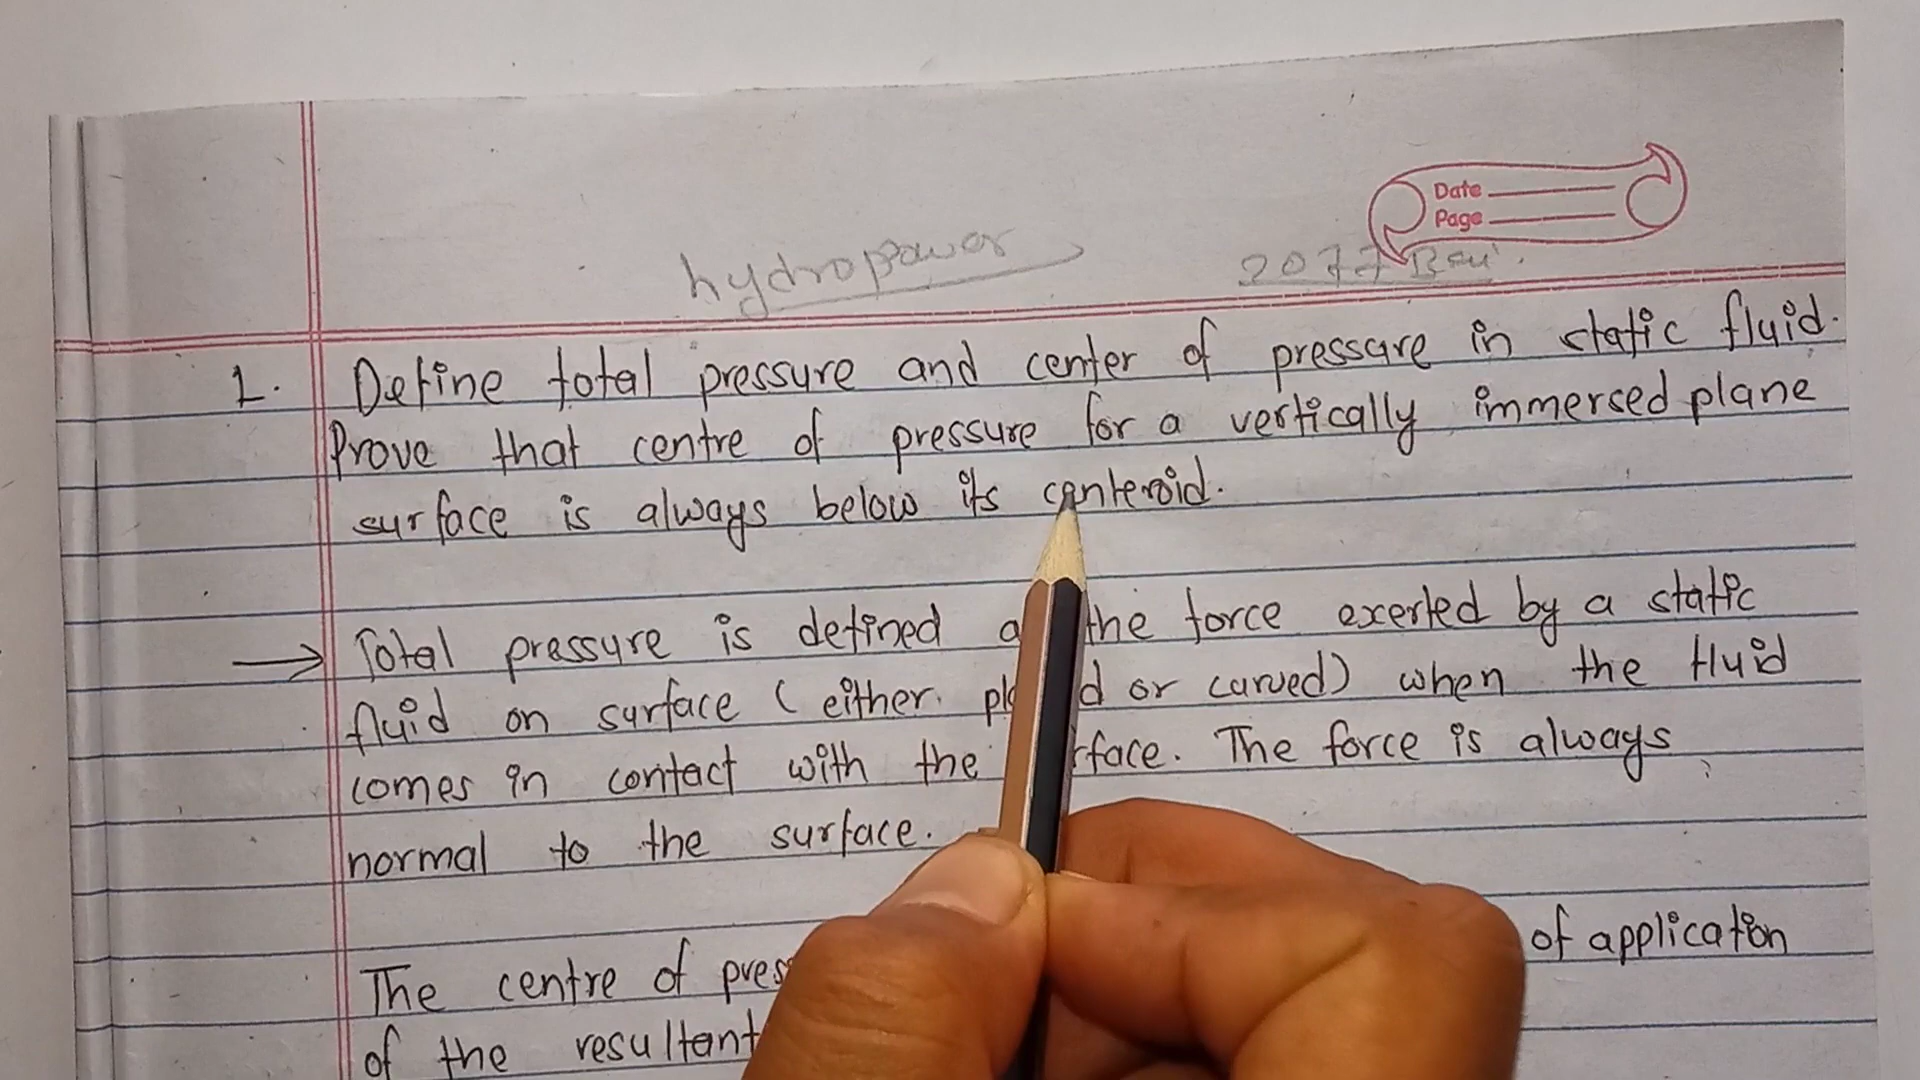 Date
Page
hydropower
2077
1. Define total pressure and center of pressure in static fluid.
Prove that centre of pressure for a vertically immersed plane
surface is always below its centeroid.
→ Total pressure is defined the force exerted by a static
fluid on surface (either or curved) when the fluid
comes in contact with the The force is always
normal to the surface.
The centre of of application
of the resultant